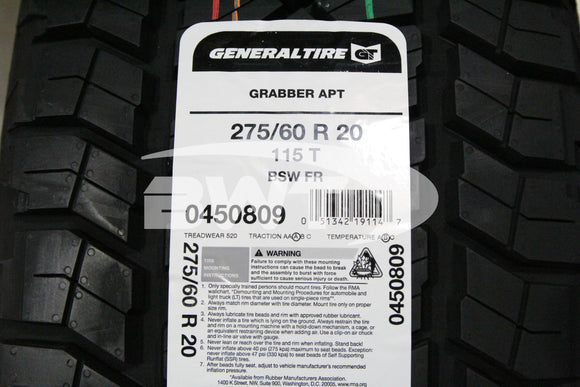 GENERAL TIRE GT
GRABBER APT
275/60 R 20
115 T
BSW FR
0450809
0 51342 19114 7
TREADWEAR 520 TRACTION AA A B C TEMPERATURE A B C
275/60 R 20
TIRE
MOUNTING
INSTRUCTIONS
WARNING
Failure to comply with these mounting
instructions can cause the bead to break
and the assembly to burst with force
sufficient to cause serious injury or death.
1. Only specially trained persons should mount tires. Follow the RMA
wallchart, "Demounting and Mounting Procedures for automobile and
light truck (LT) tires that are used on single-piece rims"*.
2. Always match rim diameter with tire diameter. Mount tire only on proper
size rim.
3. Always lubricate tire beads and rim with approved rubber lubricant.
4. Never inflate a tire which is lying on the ground. Always restrain the tire
and rim on a mounting machine with a hold-down mechanism, a cage, or
an equivalent restraining device when adding air. Use a clip-on air chuck
and in-line air valve with gauge.
5. Never lean or reach over the tire and rim when inflating. Stand back!
6. Never inflate above 40 psi (275 kpa) maximum to seat beads. Exception:
never inflate above 47 psi (330 kpa) to seat beads of Self Supporting
Runflat (SSR) tires.
7. After beads fully seat, adjust to vehicle manufacturer's recommended
inflation pressure.
*Available from Rubber Manufacturers Association.
1400 K Street, NW, Suite 900, Washington, D.C. 20005, www.rma.org
0450809